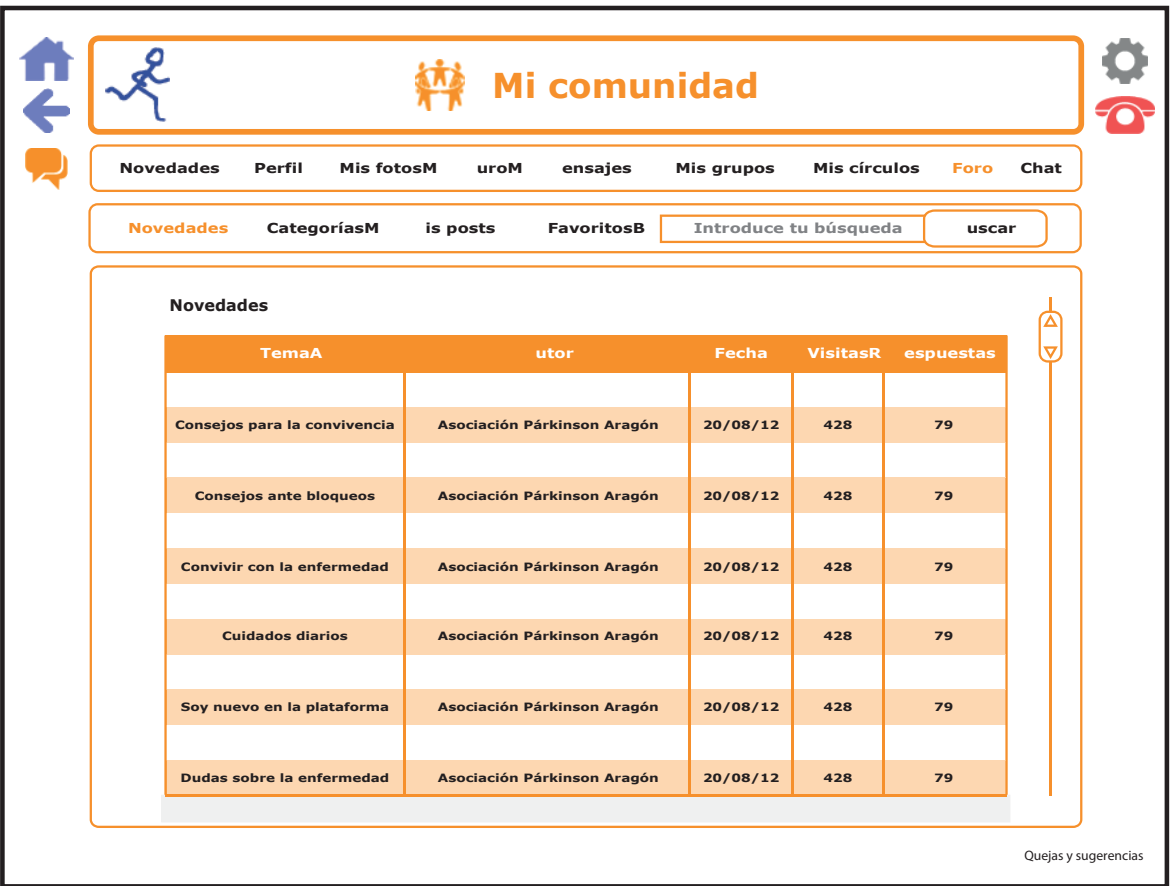 Mi comunidad
Novedades Perfil Mis fotosM uroM ensajes Mis grupos Mis círculos Foro Chat
Novedades CategoríasM is posts FavoritosB Introduce tu búsqueda uscar
Novedades
TemaA utor Fecha VisitasR espuestas
Consejos para la convivencia Asociación Párkinson Aragón 20/08/12 428 79
Consejos ante bloqueos Asociación Párkinson Aragón 20/08/12 428 79
Convivir con la enfermedad Asociación Párkinson Aragón 20/08/12 428 79
Cuidados diarios Asociación Párkinson Aragón 20/08/12 428 79
Soy nuevo en la plataforma Asociación Párkinson Aragón 20/08/12 428 79
Dudas sobre la enfermedad Asociación Párkinson Aragón 20/08/12 428 79
Quejas y sugerencias